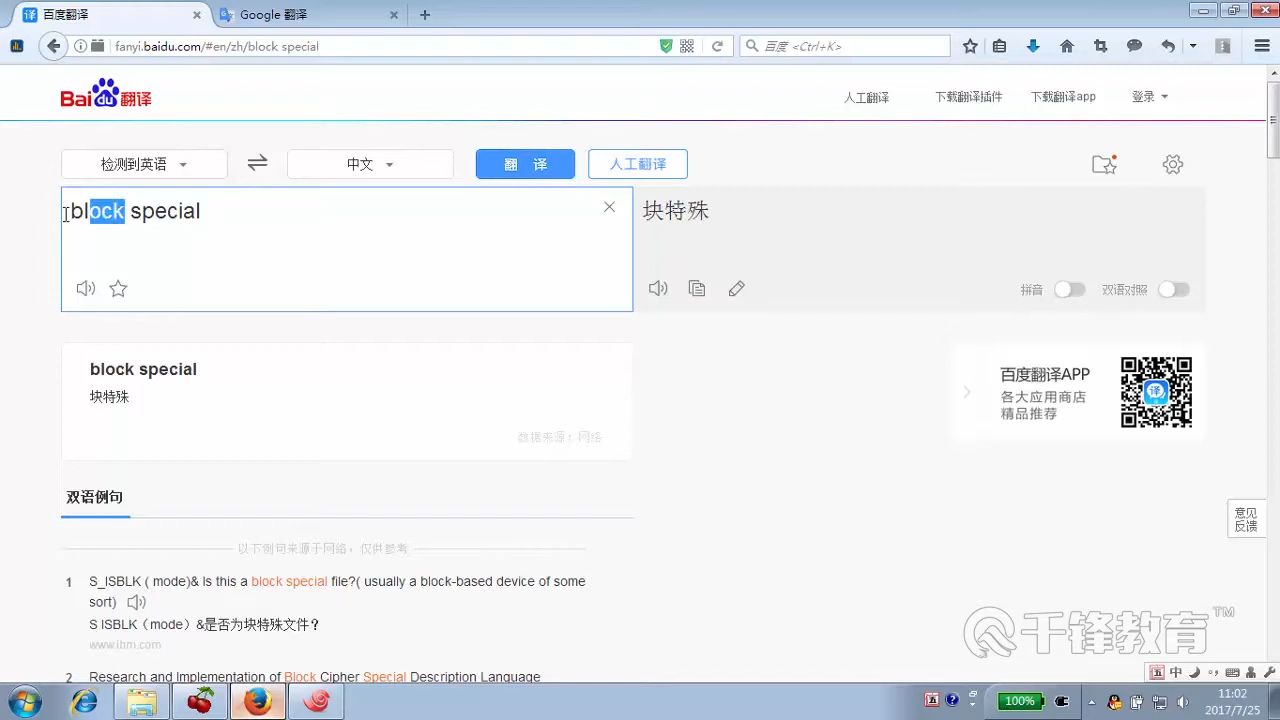 百度翻译
Google 翻译
fanyi.baidu.com/#en/zh/block special
百度 <Ctrl+K>
Bai du 翻译
人工翻译
下载翻译插件
下载翻译app
登录
检测到英语
中文
翻 译
人工翻译
block special
块特殊
拼音
双语对照
block special
块特殊
数据来源：网络
百度翻译APP
各大应用商店
精品推荐
译
双语例句
意见
反馈
以下例句来源于网络，仅供参考
1 S_ISBLK ( mode)& Is this a block special file?( usually a block-based device of some
sort)
S ISBLK（mode）&是否为块特殊文件？
www.ibm.com
2 Research and Implementation of Block Cipher Special Description Language
千锋教育 TM
五 中
五
100%
11:02
2017/7/25